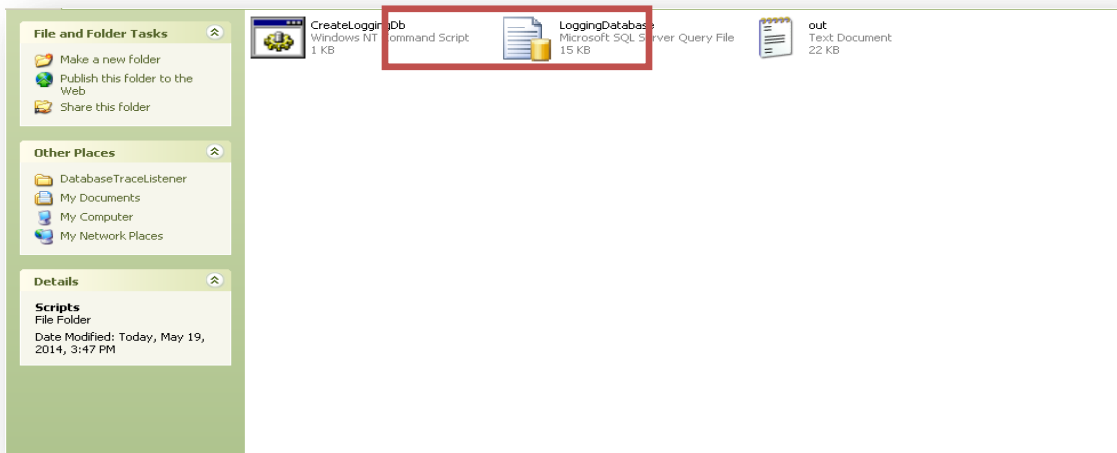 File and Folder Tasks
Make a new folder
Publish this folder to the
Web
Share this folder
Other Places
DatabaseTraceListener
My Documents
My Computer
My Network Places
Details
Scripts
File Folder
Date Modified: Today, May 19,
2014, 3:47 PM
CreateLoggingDb
Windows NT Command Script
1 KB
LoggingDatabase
Microsoft SQL Server Query File
15 KB
out
Text Document
22 KB